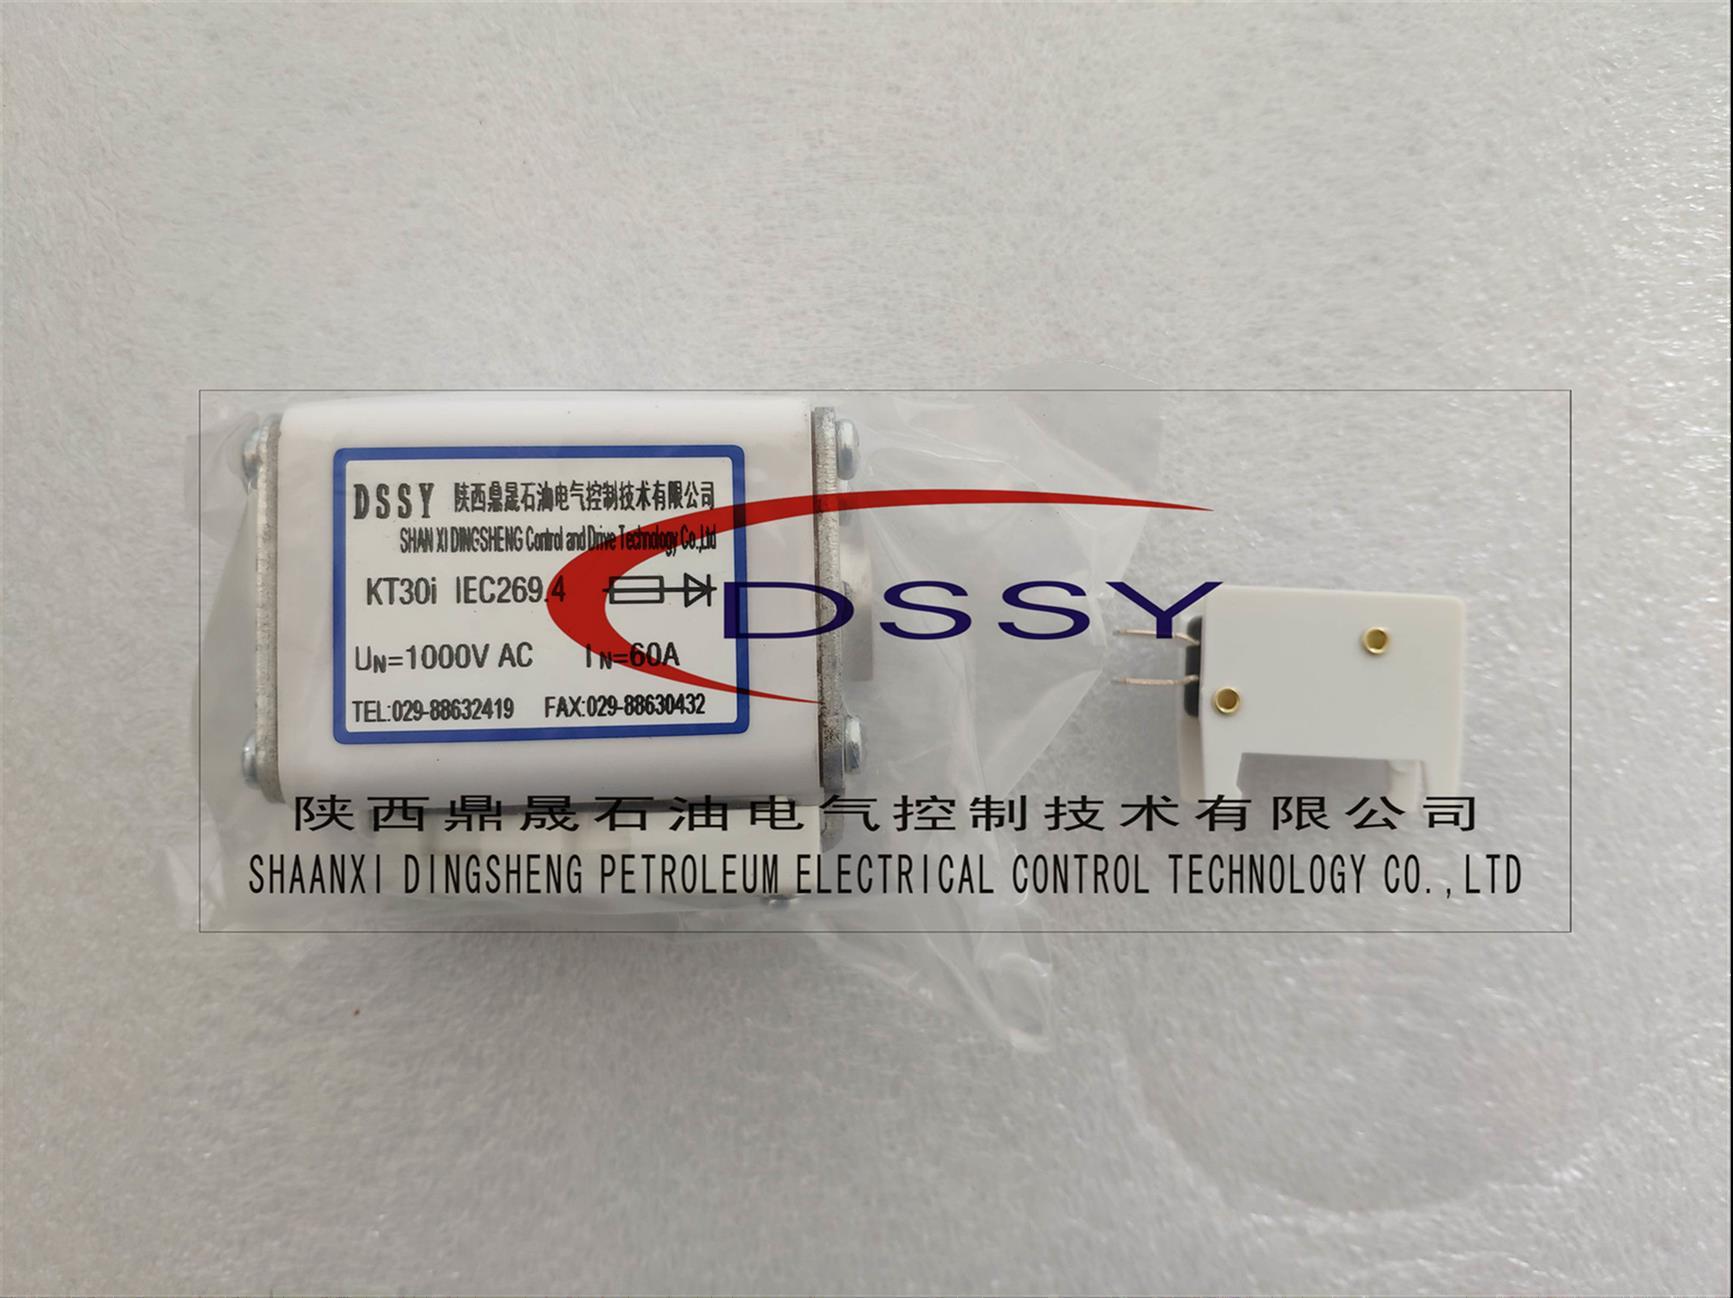 DSSY 陕西鼎晟石油电气控制技术有限公司
SHAN XI DINGSHENG Control and Drive Technology Co.,Ltd
KT30i IEC269.4
UN=1000V AC IN=60A
TEL:029-88632419 FAX:029-88630432
DSSY
陕西鼎晟石油电气控制技术有限公司
SHAANXI DINGSHENG PETROLEUM ELECTRICAL CONTROL TECHNOLOGY CO.,LTD